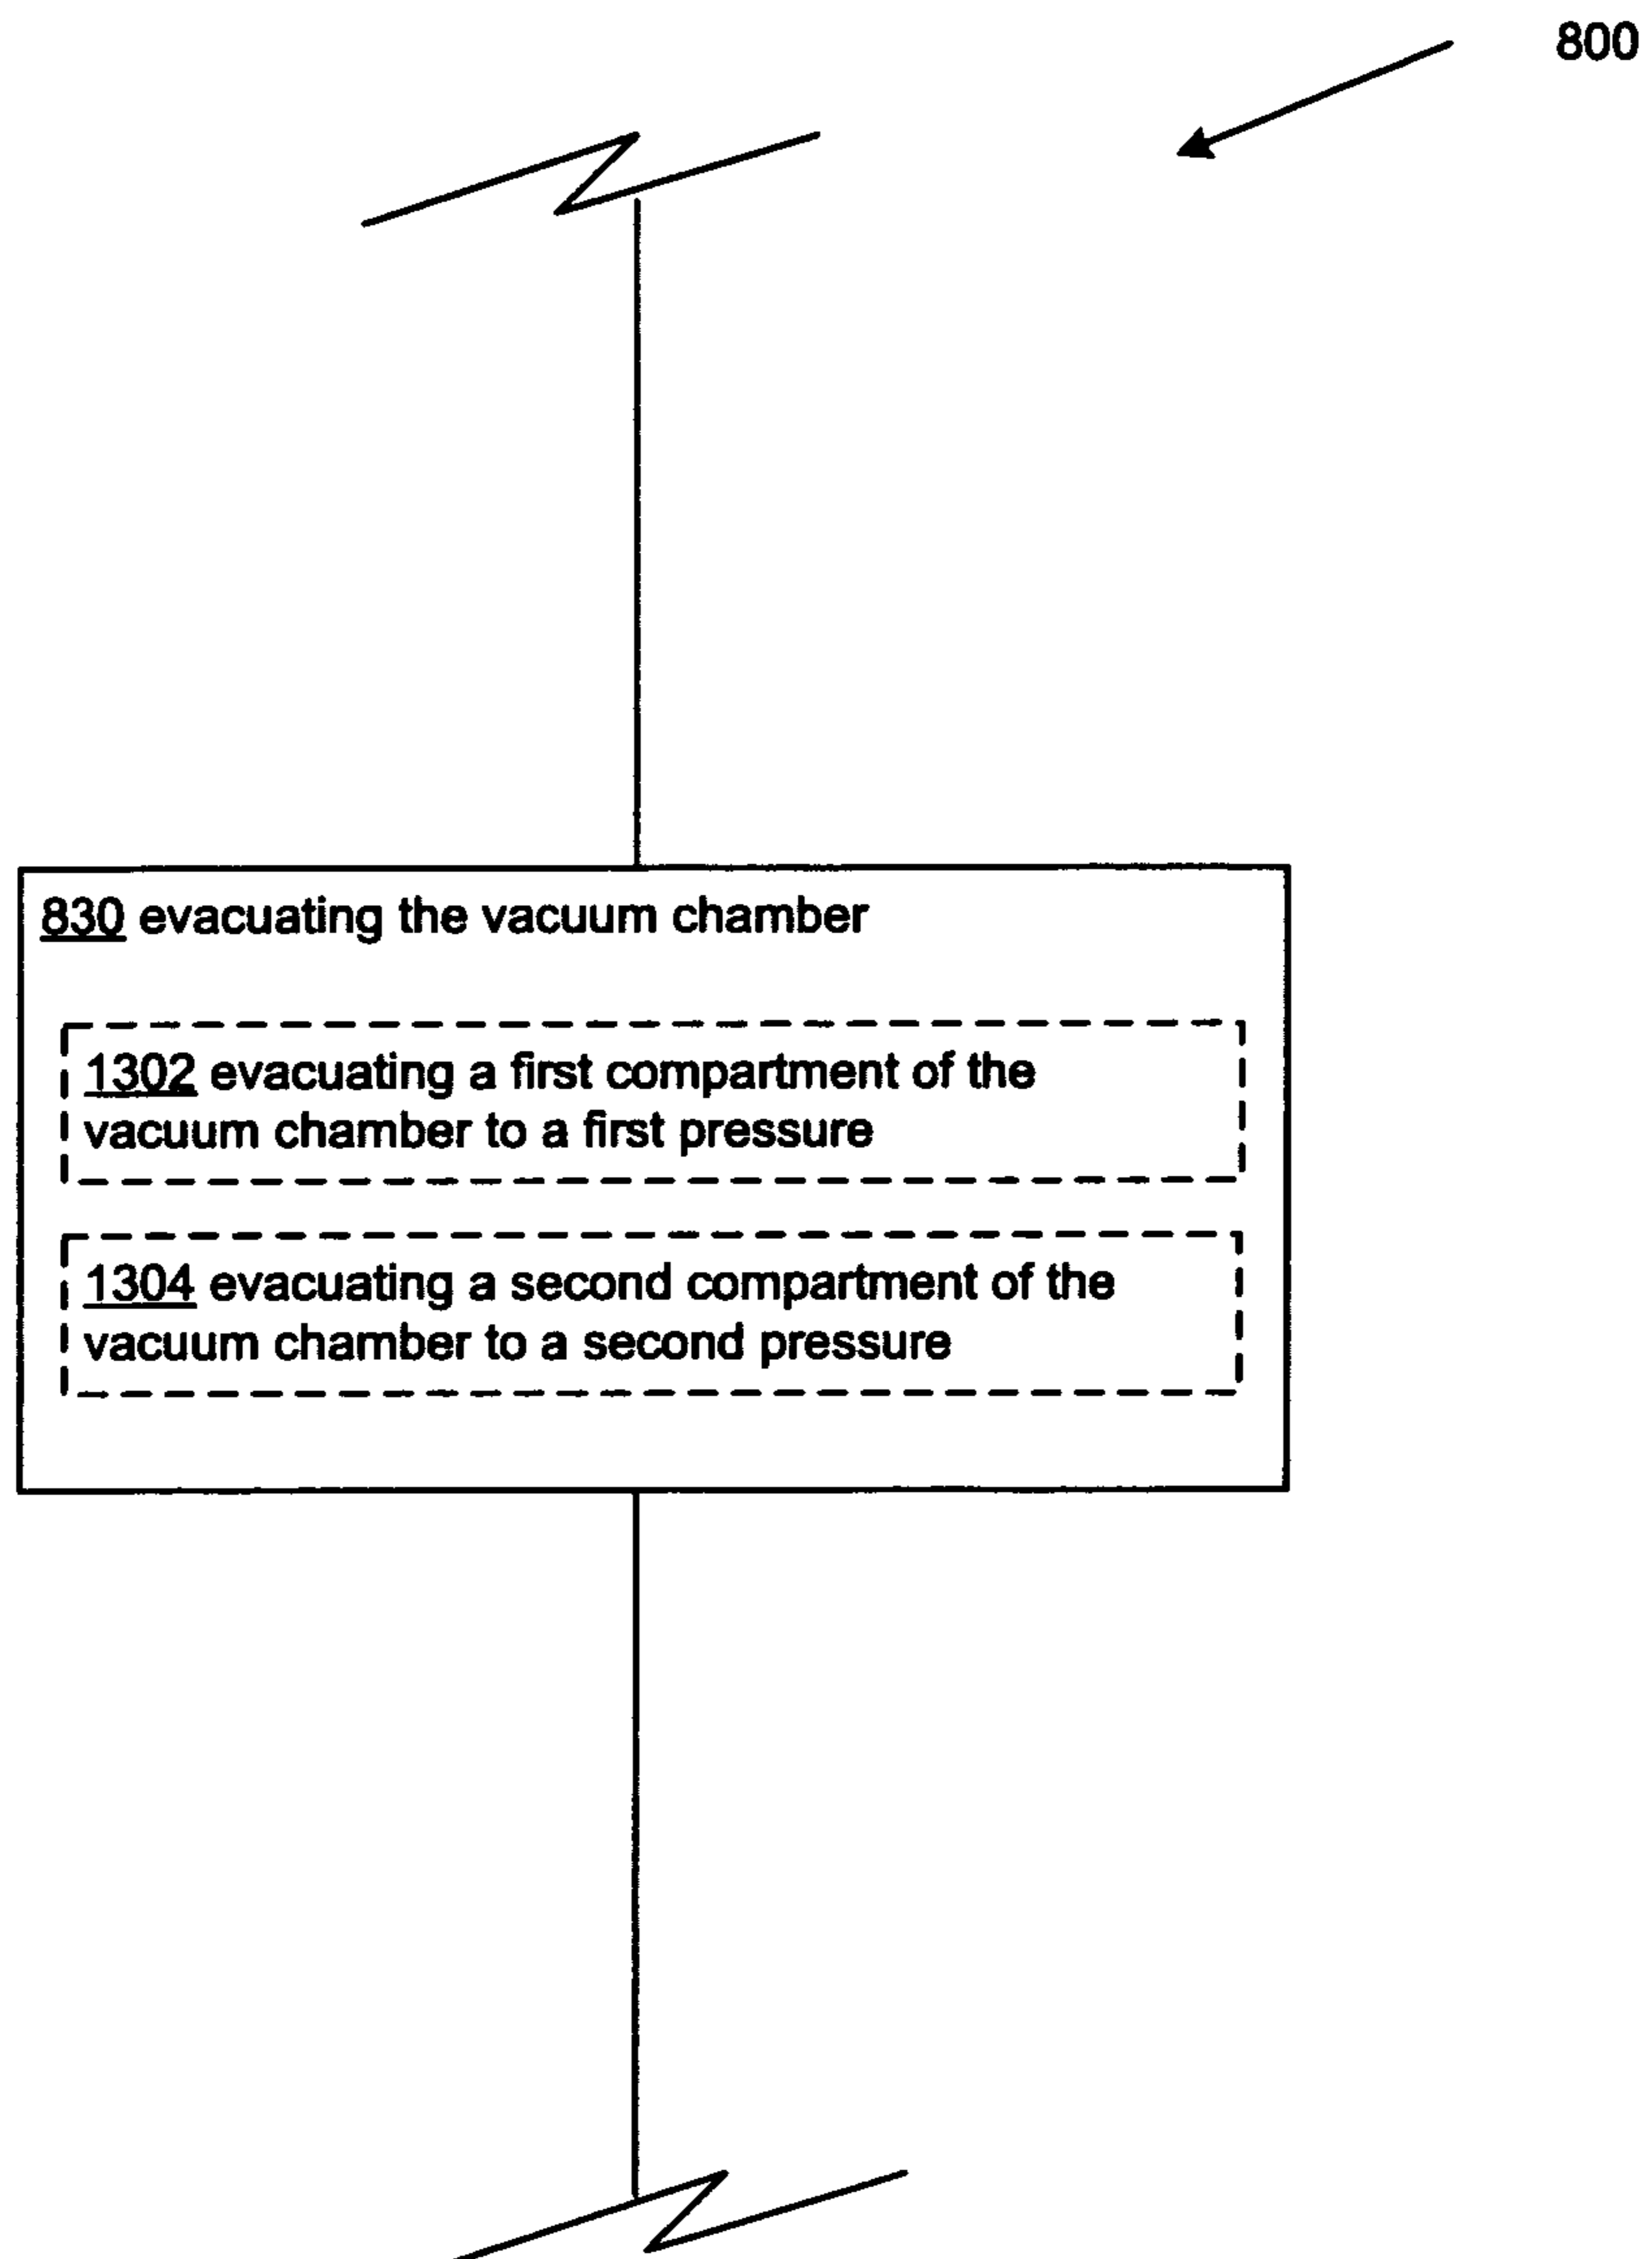 800
830 evacuating the vacuum chamber
1302 evacuating a first compartment of the
vacuum chamber to a first pressure
1304 evacuating a second compartment of the
vacuum chamber to a second pressure